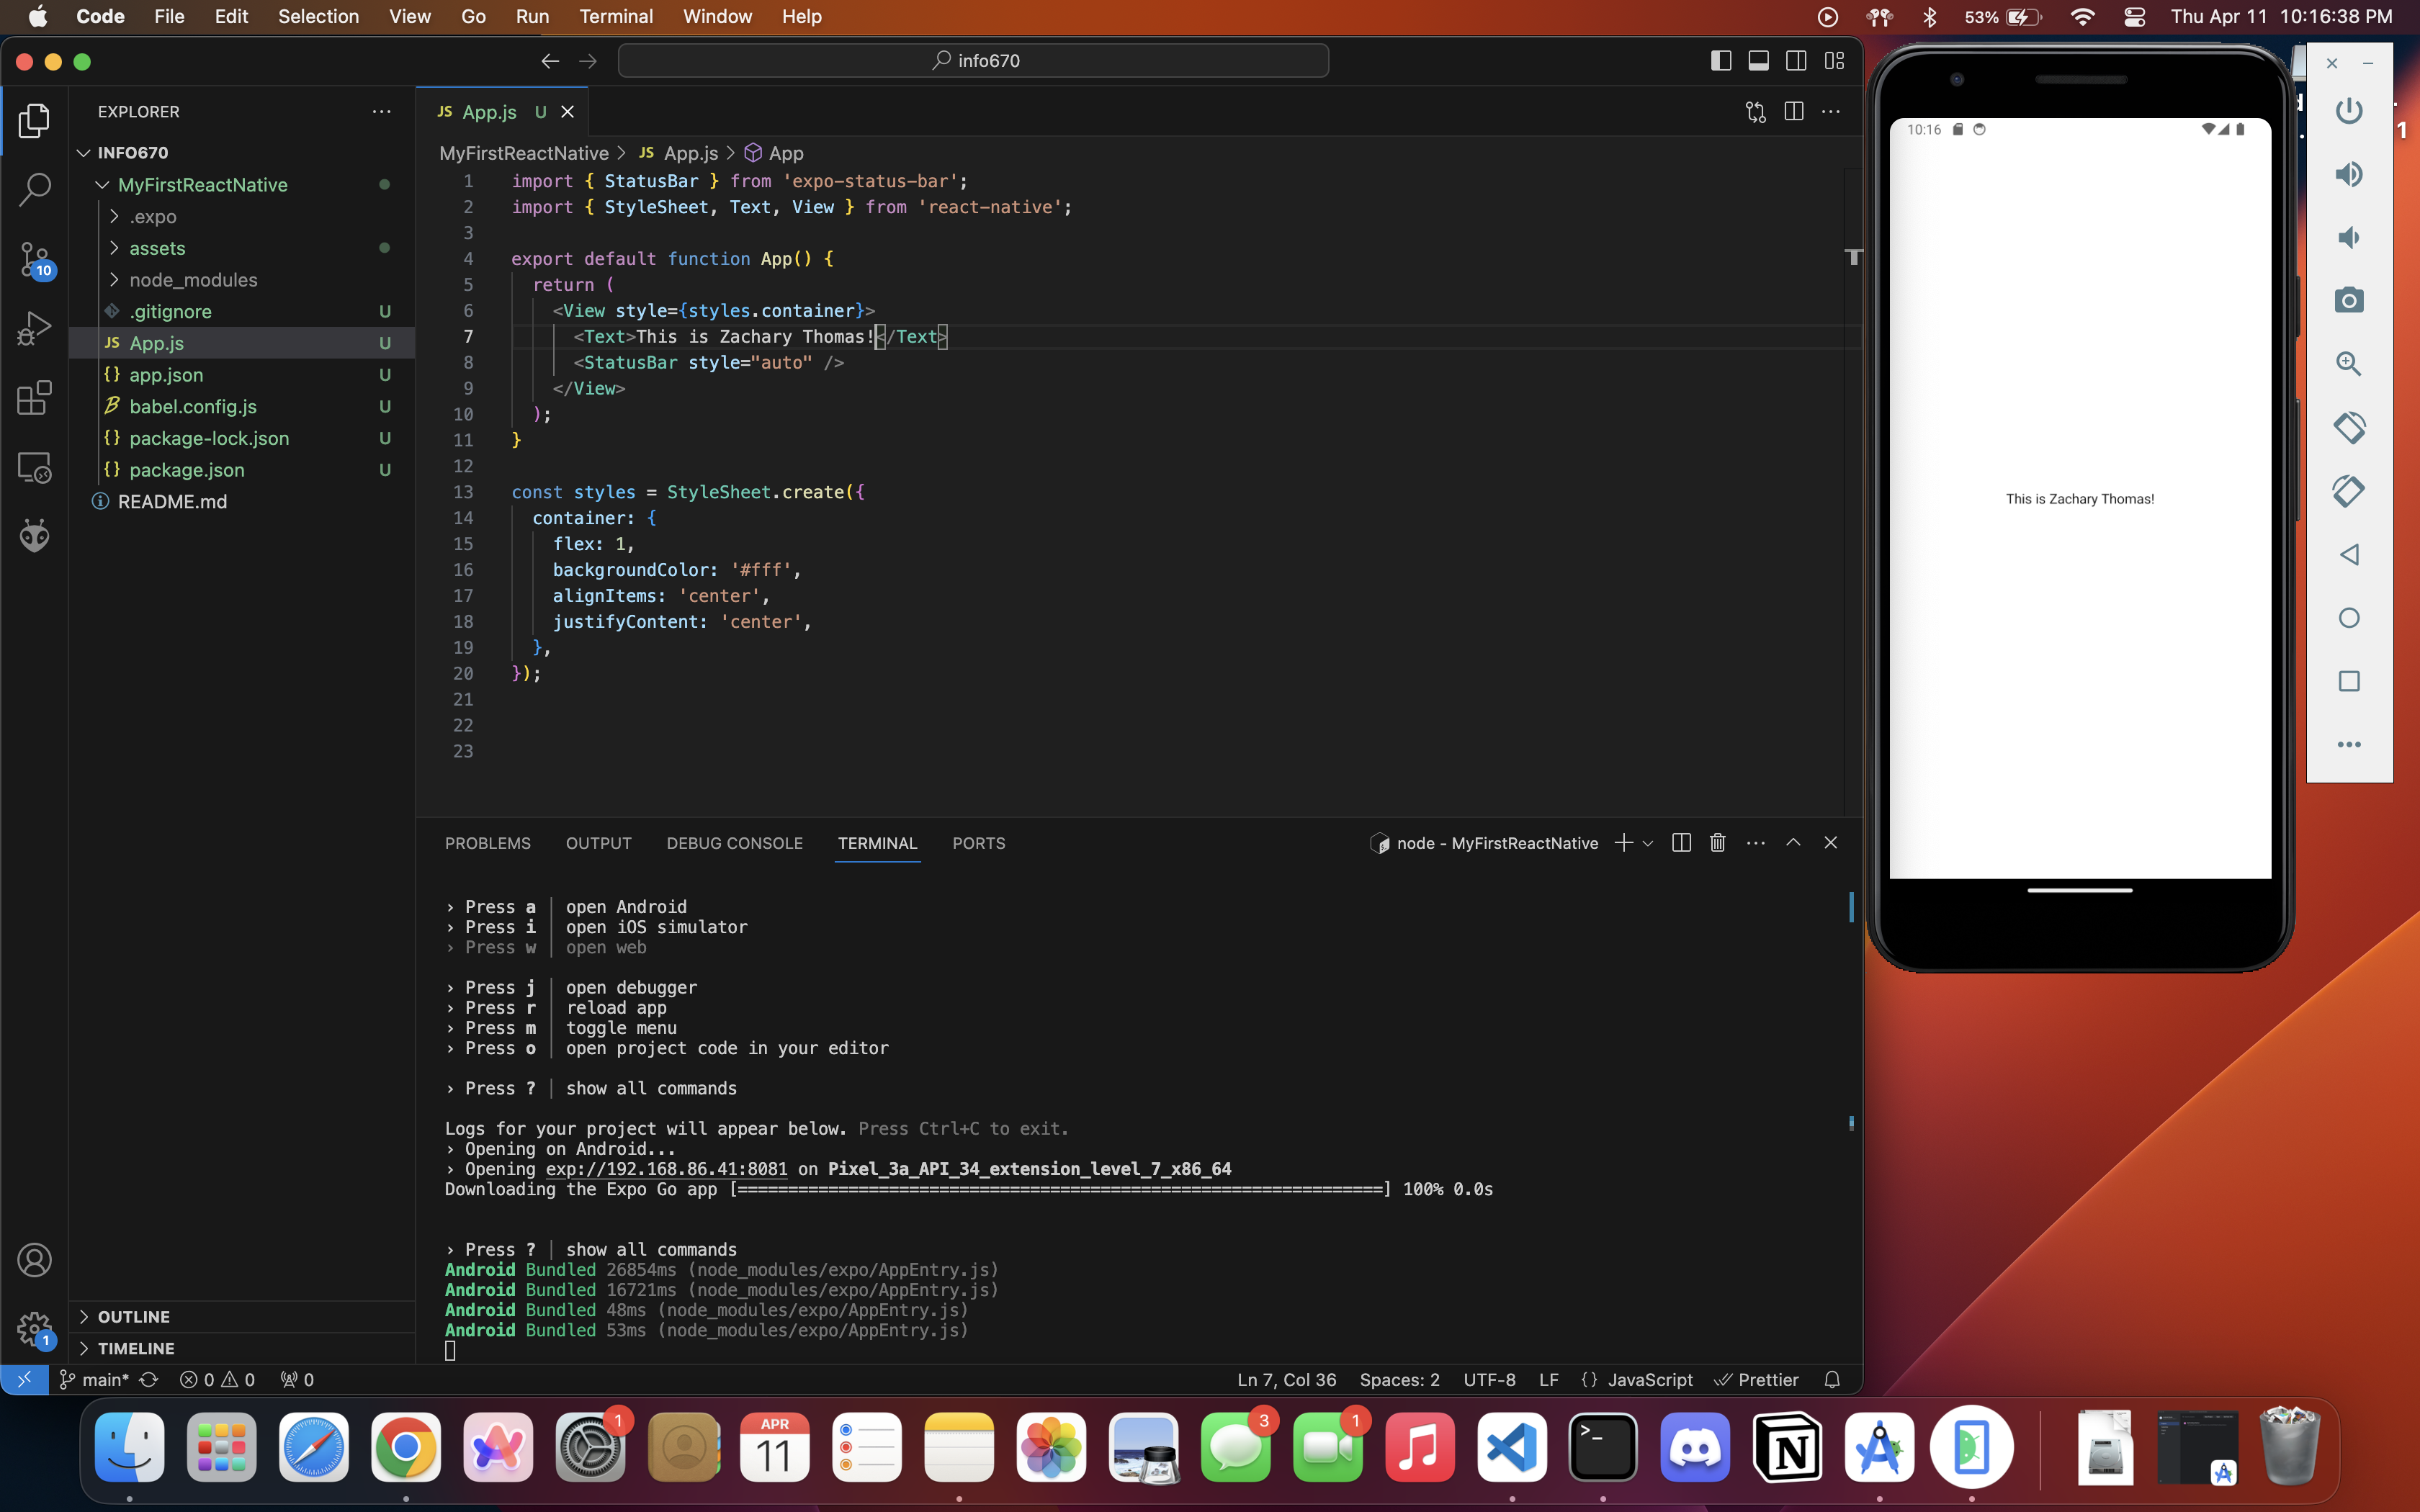 Code File Edit Selection View Go Run Terminal Window Help 53% Thu Apr 11 10:16:38 PM
info670
EXPLORER
INFO670
MyFirstReactNative
.expo
assets
node_modules
.gitignore U
JS App.js U
{} app.json U
babel.config.js U
{} package-lock.json U
{} package.json U
README.md
OUTLINE
TIMELINE
10
1
JS App.js U
MyFirstReactNative > JS App.js > App
1 import { StatusBar } from 'expo-status-bar';
2 import { StyleSheet, Text, View } from 'react-native';
3
4 export default function App() {
5 return (
6 <View style={styles.container}>
7 <Text>This is Zachary Thomas!</Text>
8 <StatusBar style="auto" />
9 </View>
10 );
11 }
12
13 const styles = StyleSheet.create({
14 container: {
15 flex: 1,
16 backgroundColor: '#fff',
17 alignItems: 'center',
18 justifyContent: 'center',
19 },
20 });
21
22
23
PROBLEMS OUTPUT DEBUG CONSOLE TERMINAL PORTS node - MyFirstReactNative
› Press a │ open Android
› Press i │ open iOS simulator
› Press w │ open web
› Press j │ open debugger
› Press r │ reload app
› Press m │ toggle menu
› Press o │ open project code in your editor
› Press ? │ show all commands
Logs for your project will appear below. Press Ctrl+C to exit.
› Opening on Android...
› Opening exp://192.168.86.41:8081 on Pixel_3a_API_34_extension_level_7_x86_64
Downloading the Expo Go app [================================================================] 100% 0.0s
› Press ? │ show all commands
Android Bundled 26854ms (node_modules/expo/AppEntry.js)
Android Bundled 16721ms (node_modules/expo/AppEntry.js)
Android Bundled 48ms (node_modules/expo/AppEntry.js)
Android Bundled 53ms (node_modules/expo/AppEntry.js)
main* 0 0 0 Ln 7, Col 36 Spaces: 2 UTF-8 LF {} JavaScript Prettier
10:16
This is Zachary Thomas!
1
1
APR
11
3
1